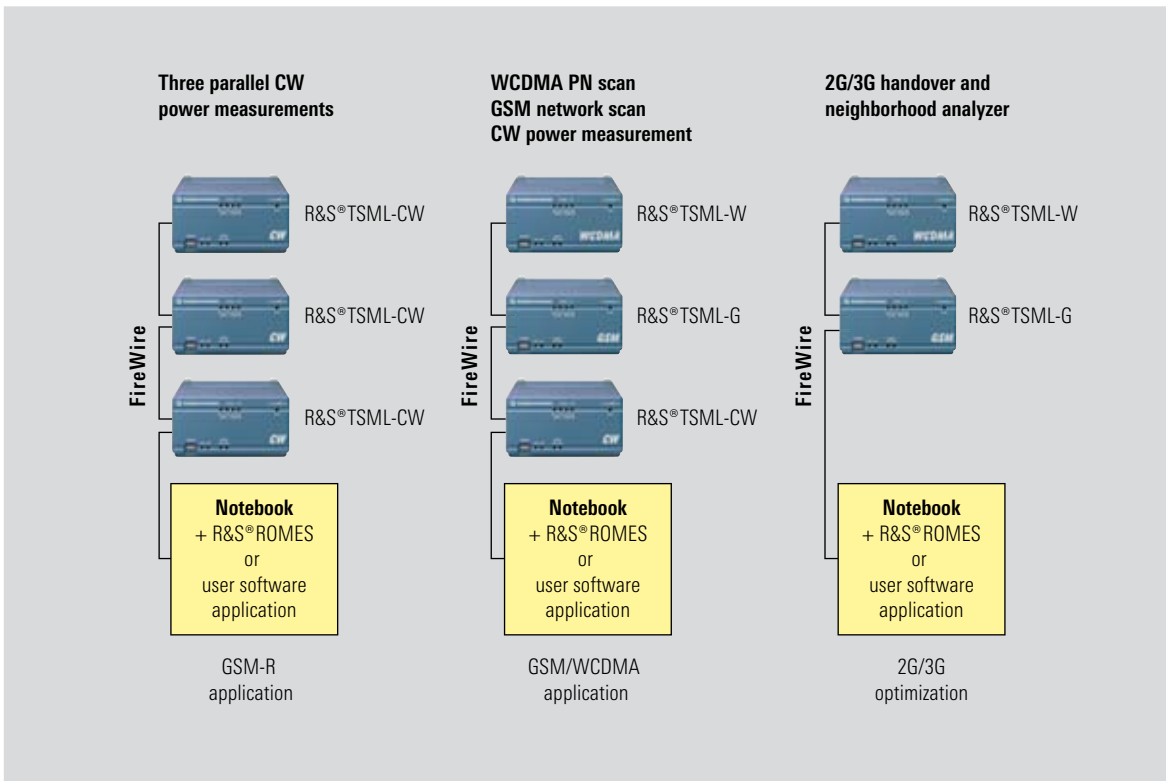 Three parallel CW
power measurements
CW
R&S®TSML-CW
CW
R&S®TSML-CW
CW
R&S®TSML-CW
FireWire
Notebook
+ R&S®ROMES
or
user software
application
GSM-R
application
WCDMA PN scan
GSM network scan
CW power measurement
WCDMA
R&S®TSML-W
GSM
R&S®TSML-G
CW
R&S®TSML-CW
FireWire
Notebook
+ R&S®ROMES
or
user software
application
GSM/WCDMA
application
2G/3G handover and
neighborhood analyzer
WCDMA
R&S®TSML-W
GSM
R&S®TSML-G
FireWire
Notebook
+ R&S®ROMES
or
user software
application
2G/3G
optimization